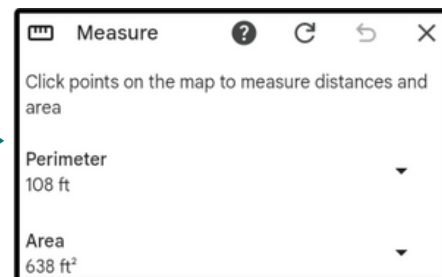 Measure
Click points on the map to measure distances and
area
Perimeter
108 ft
Area
638 ft²